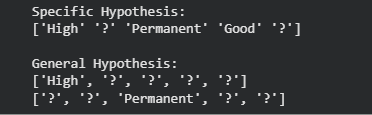 Specific Hypothesis:
['High' '?' 'Permanent' 'Good' '?']
General Hypothesis:
['High', '?', '?', '?', '?']
['?', '?', 'Permanent', '?', '?']